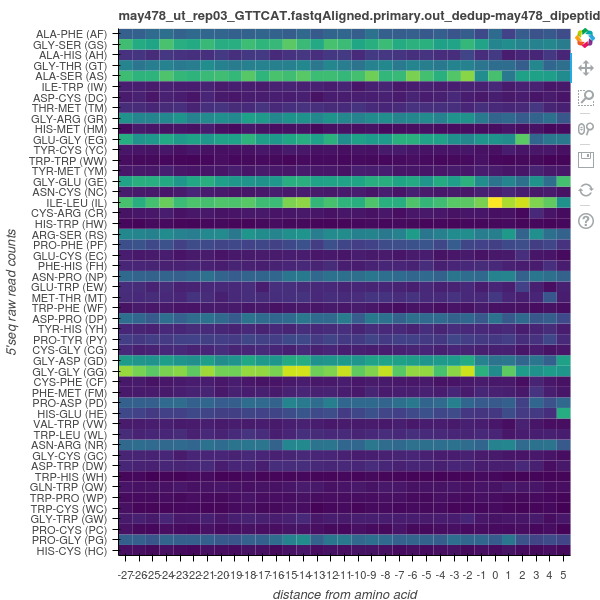 may478_ut_rep03_GTTCAT.fastqAligned.primary.out_dedup-may478_dipeptid
ALA-PHE (AF)
GLY-SER (GS)
ALA-HIS (AH)
GLY-THR (GT)
ALA-SER (AS)
ILE-TRP (IW)
ASP-CYS (DC)
THR-MET (TM)
GLY-ARG (GR)
HIS-MET (HM)
GLU-GLY (EG)
TYR-CYS (YC)
TRP-TRP (WW)
TYR-MET (YM)
GLY-GLU (GE)
ASN-CYS (NC)
ILE-LEU (IL)
CYS-ARG (CR)
HIS-TRP (HW)
ARG-SER (RS)
PRO-PHE (PF)
GLU-CYS (EC)
PHE-HIS (FH)
ASN-PRO (NP)
GLU-TRP (EW)
MET-THR (MT)
TRP-PHE (WF)
ASP-PRO (DP)
TYR-HIS (YH)
PRO-TYR (PY)
CYS-GLY (CG)
GLY-ASP (GD)
GLY-GLY (GG)
CYS-PHE (CF)
PHE-MET (FM)
PRO-ASP (PD)
HIS-GLU (HE)
VAL-TRP (VW)
TRP-LEU (WL)
ASN-ARG (NR)
GLY-CYS (GC)
ASP-TRP (DW)
TRP-HIS (WH)
GLN-TRP (QW)
TRP-PRO (WP)
TRP-CYS (WC)
GLY-TRP (GW)
PRO-CYS (PC)
PRO-GLY (PG)
HIS-CYS (HC)
5'seq raw read counts
-27-26-25-24-23-22-21-20-19-18-17-16-15-14-13-12-11-10-9 -8 -7 -6 -5 -4 -3 -2 -1 0 1 2 3 4 5
distance from amino acid